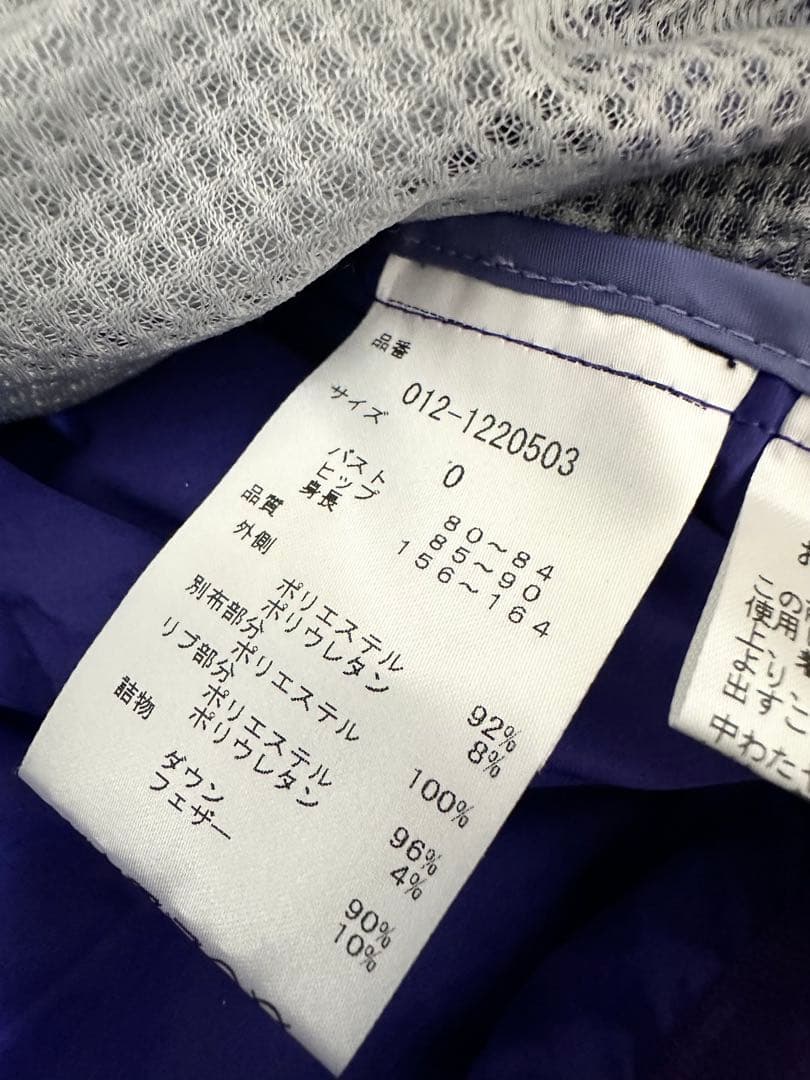 品番
012-1220503
サイズ
0
バスト 80~84
ヒップ 85~90
身長 156~164
品質
外側
ポリエステル 92%
ポリウレタン 8%
別布部分
ポリエステル 100%
リブ部分
ポリエステル 96%
ポリウレタン 4%
詰物
ダウン 90%
フェザー 10%
この
使用
上、
より
出すこ
中わた